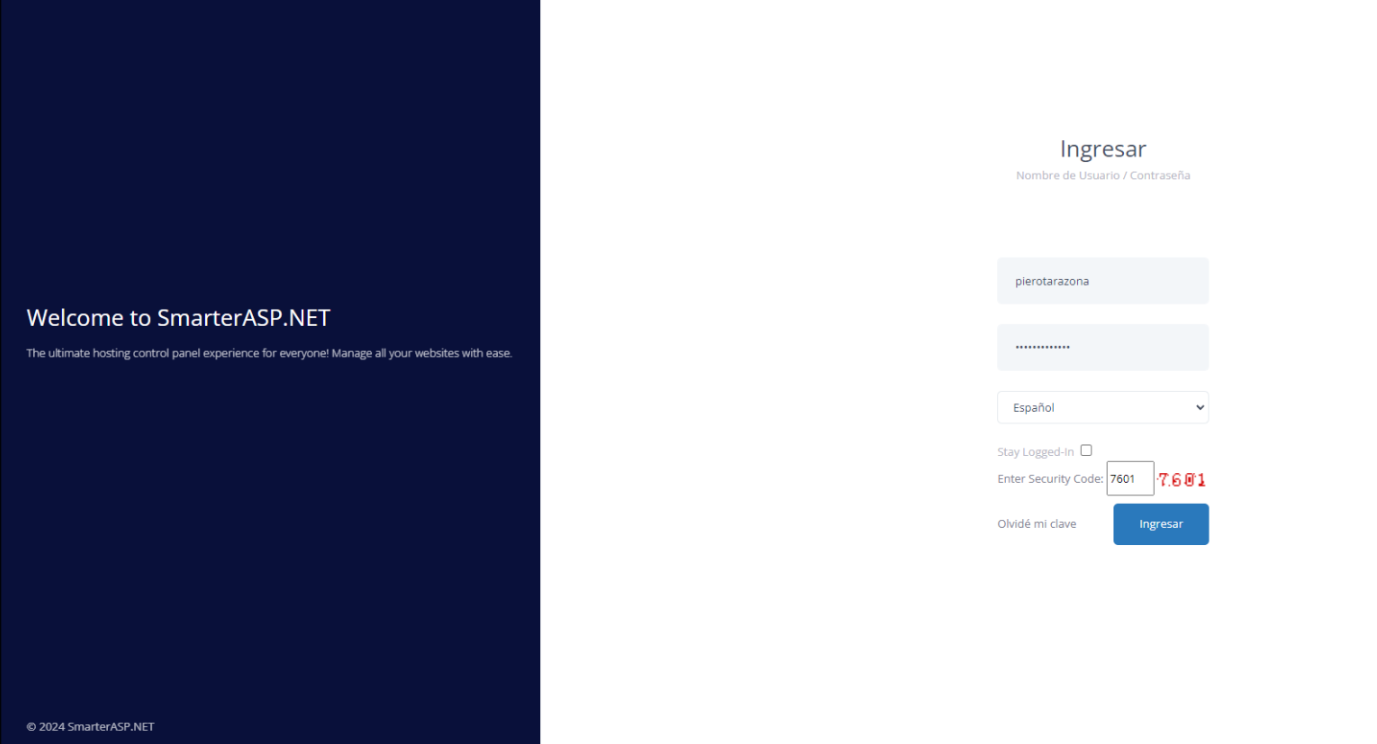 Welcome to SmarterASP.NET
The ultimate hosting control panel experience for everyone! Manage all your websites with ease.
© 2024 SmarterASP.NET
Ingresar
Nombre de Usuario / Contraseña
pierotarazona
•••••••••••••
Español
Stay Logged-In
Enter Security Code: 7601 7601
Olvidé mi clave Ingresar